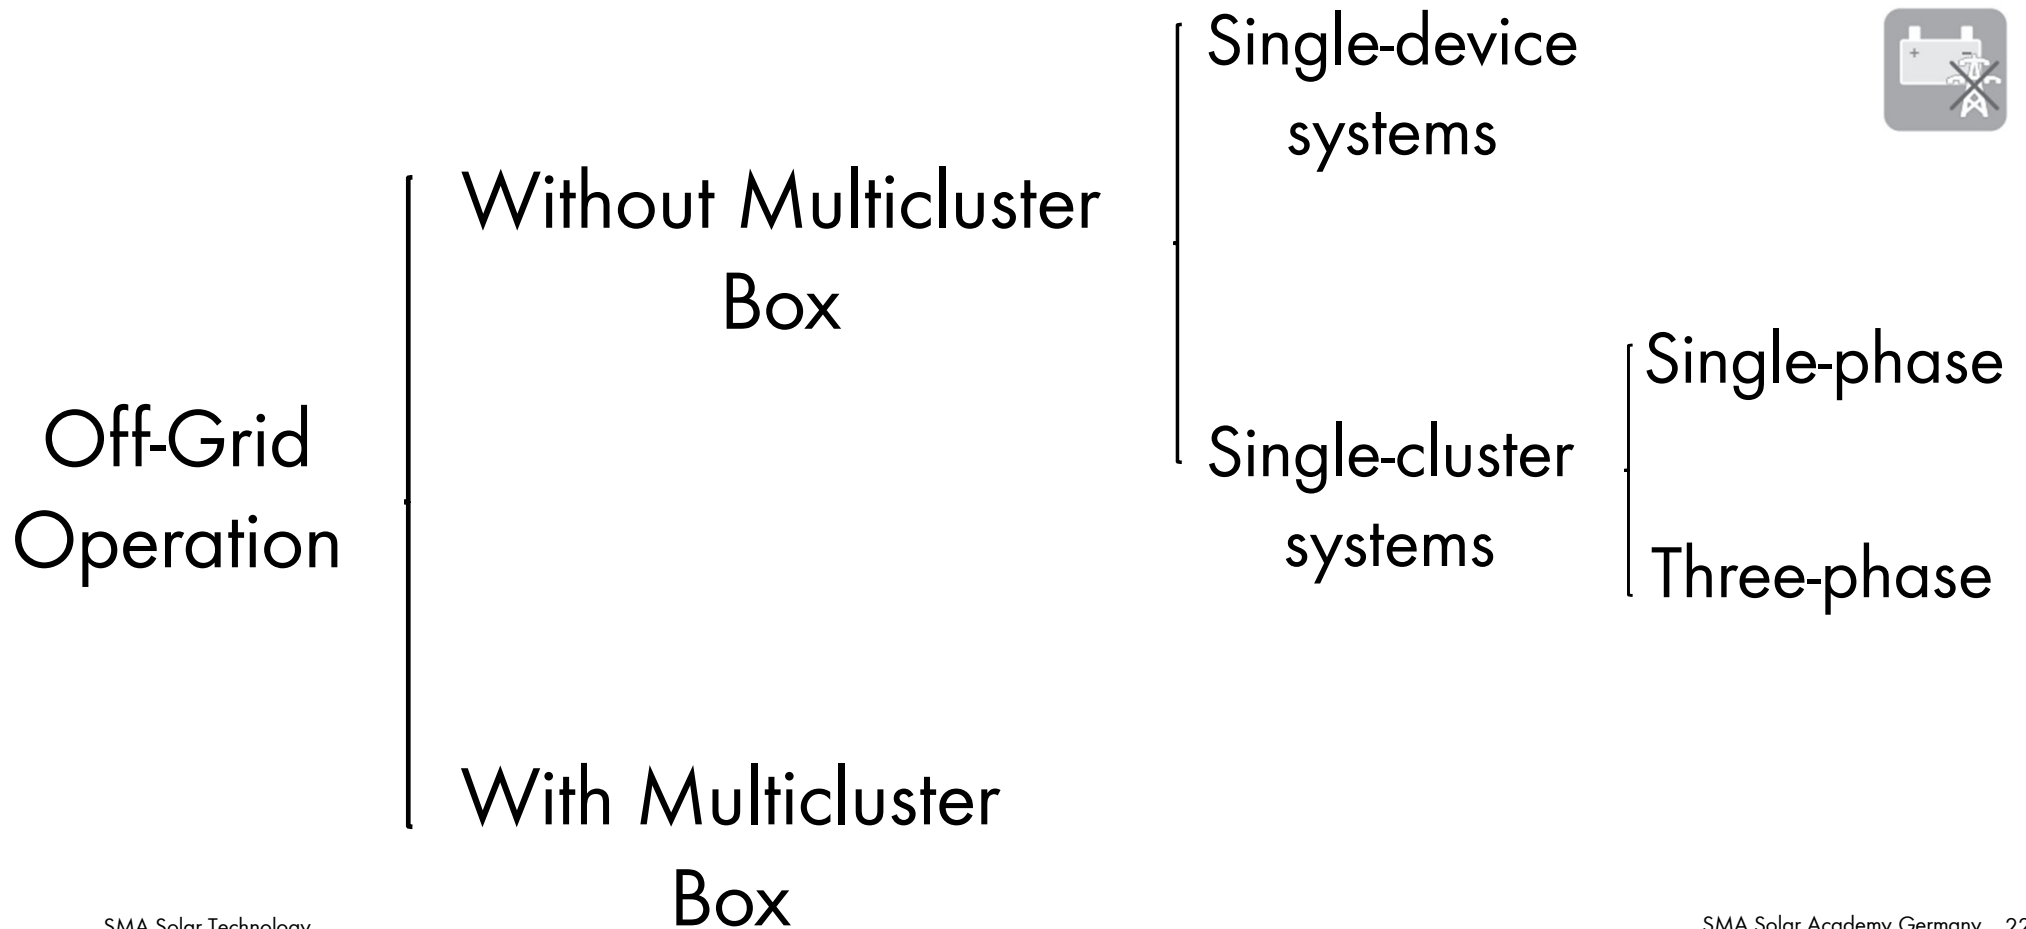 Single-device
systems
Without Multicluster
Box
Single-phase
Off-Grid
Operation
Single-cluster
systems
Three-phase
With Multicluster
Box
SMA Solar Technology
SMA Solar Academy Germany 22